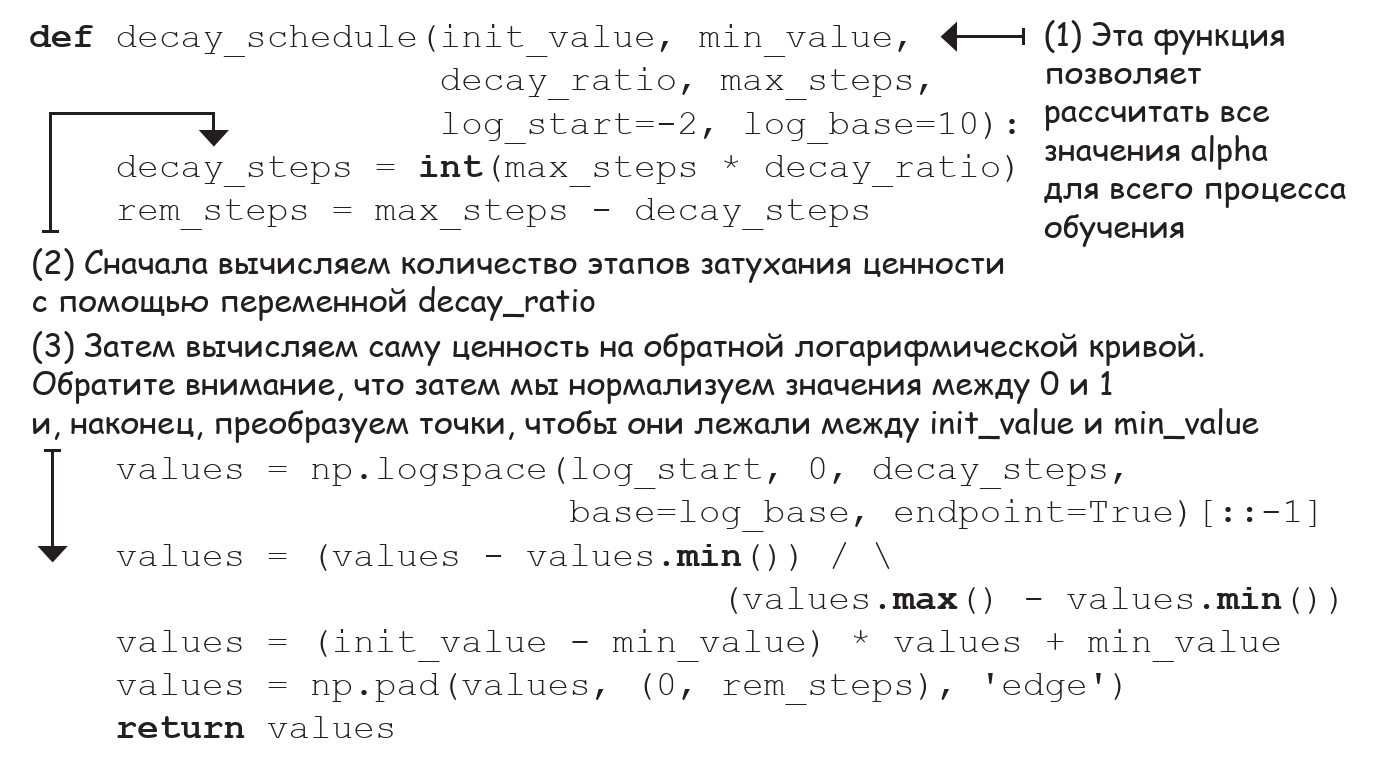 def decay_schedule(init_value, min_value,
decay_ratio, max_steps,
log_start=-2, log_base=10):
(1) Эта функция
позволяет
рассчитать все
значения alpha
для всего процесса
обучения
decay_steps = int(max_steps * decay_ratio)
rem_steps = max_steps - decay_steps
(2) Сначала вычисляем количество этапов затухания ценности
с помощью переменной decay_ratio
(3) Затем вычисляем саму ценность на обратной логарифмической кривой.
Обратите внимание, что затем мы нормализуем значения между 0 и 1
и, наконец, преобразуем точки, чтобы они лежали между init_value и min_value
values = np.logspace(log_start, 0, decay_steps,
base=log_base, endpoint=True)[::-1]
values = (values - values.min()) / \
(values.max() - values.min())
values = (init_value - min_value) * values + min_value
values = np.pad(values, (0, rem_steps), 'edge')
return values